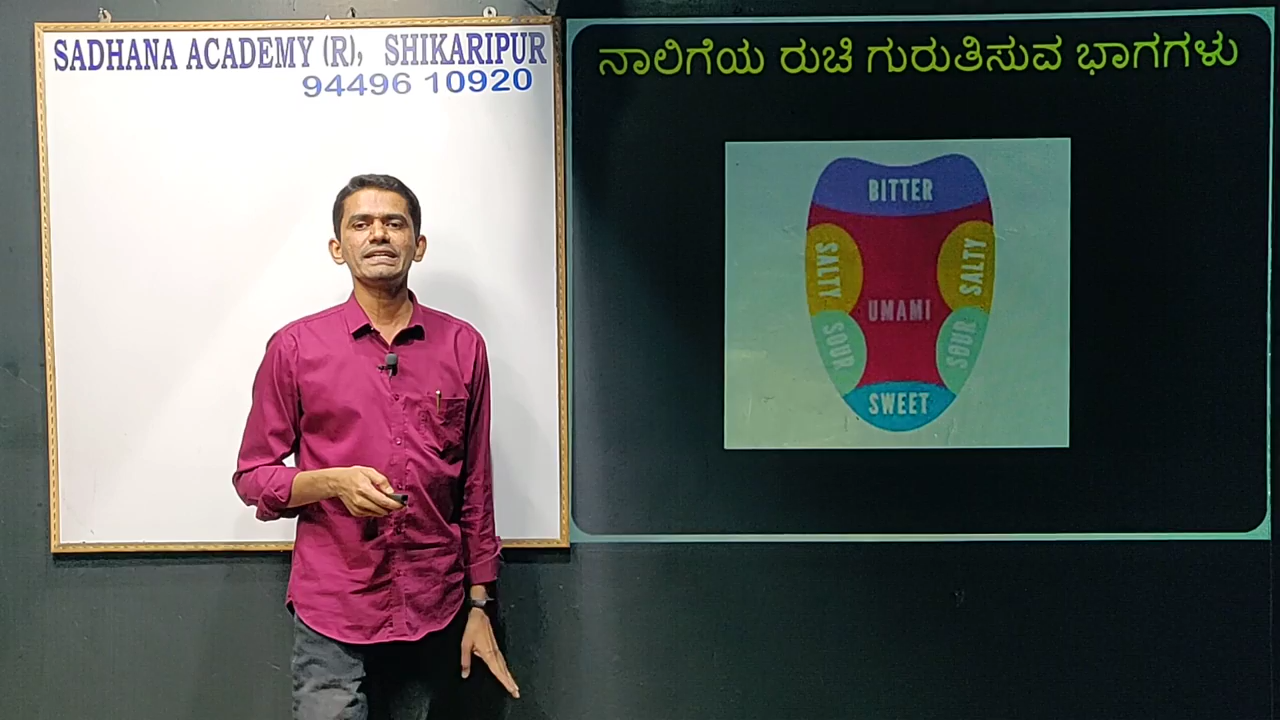 SADHANA ACADEMY (R), SHIKARIPUR
94496 10920
ನಾಲಿಗೆಯ ರುಚಿ ಗುರುತಿಸುವ ಭಾಗಗಳು
BITTER
SALTY
SALTY
UMAMI
SOUR
SOUR
SWEET